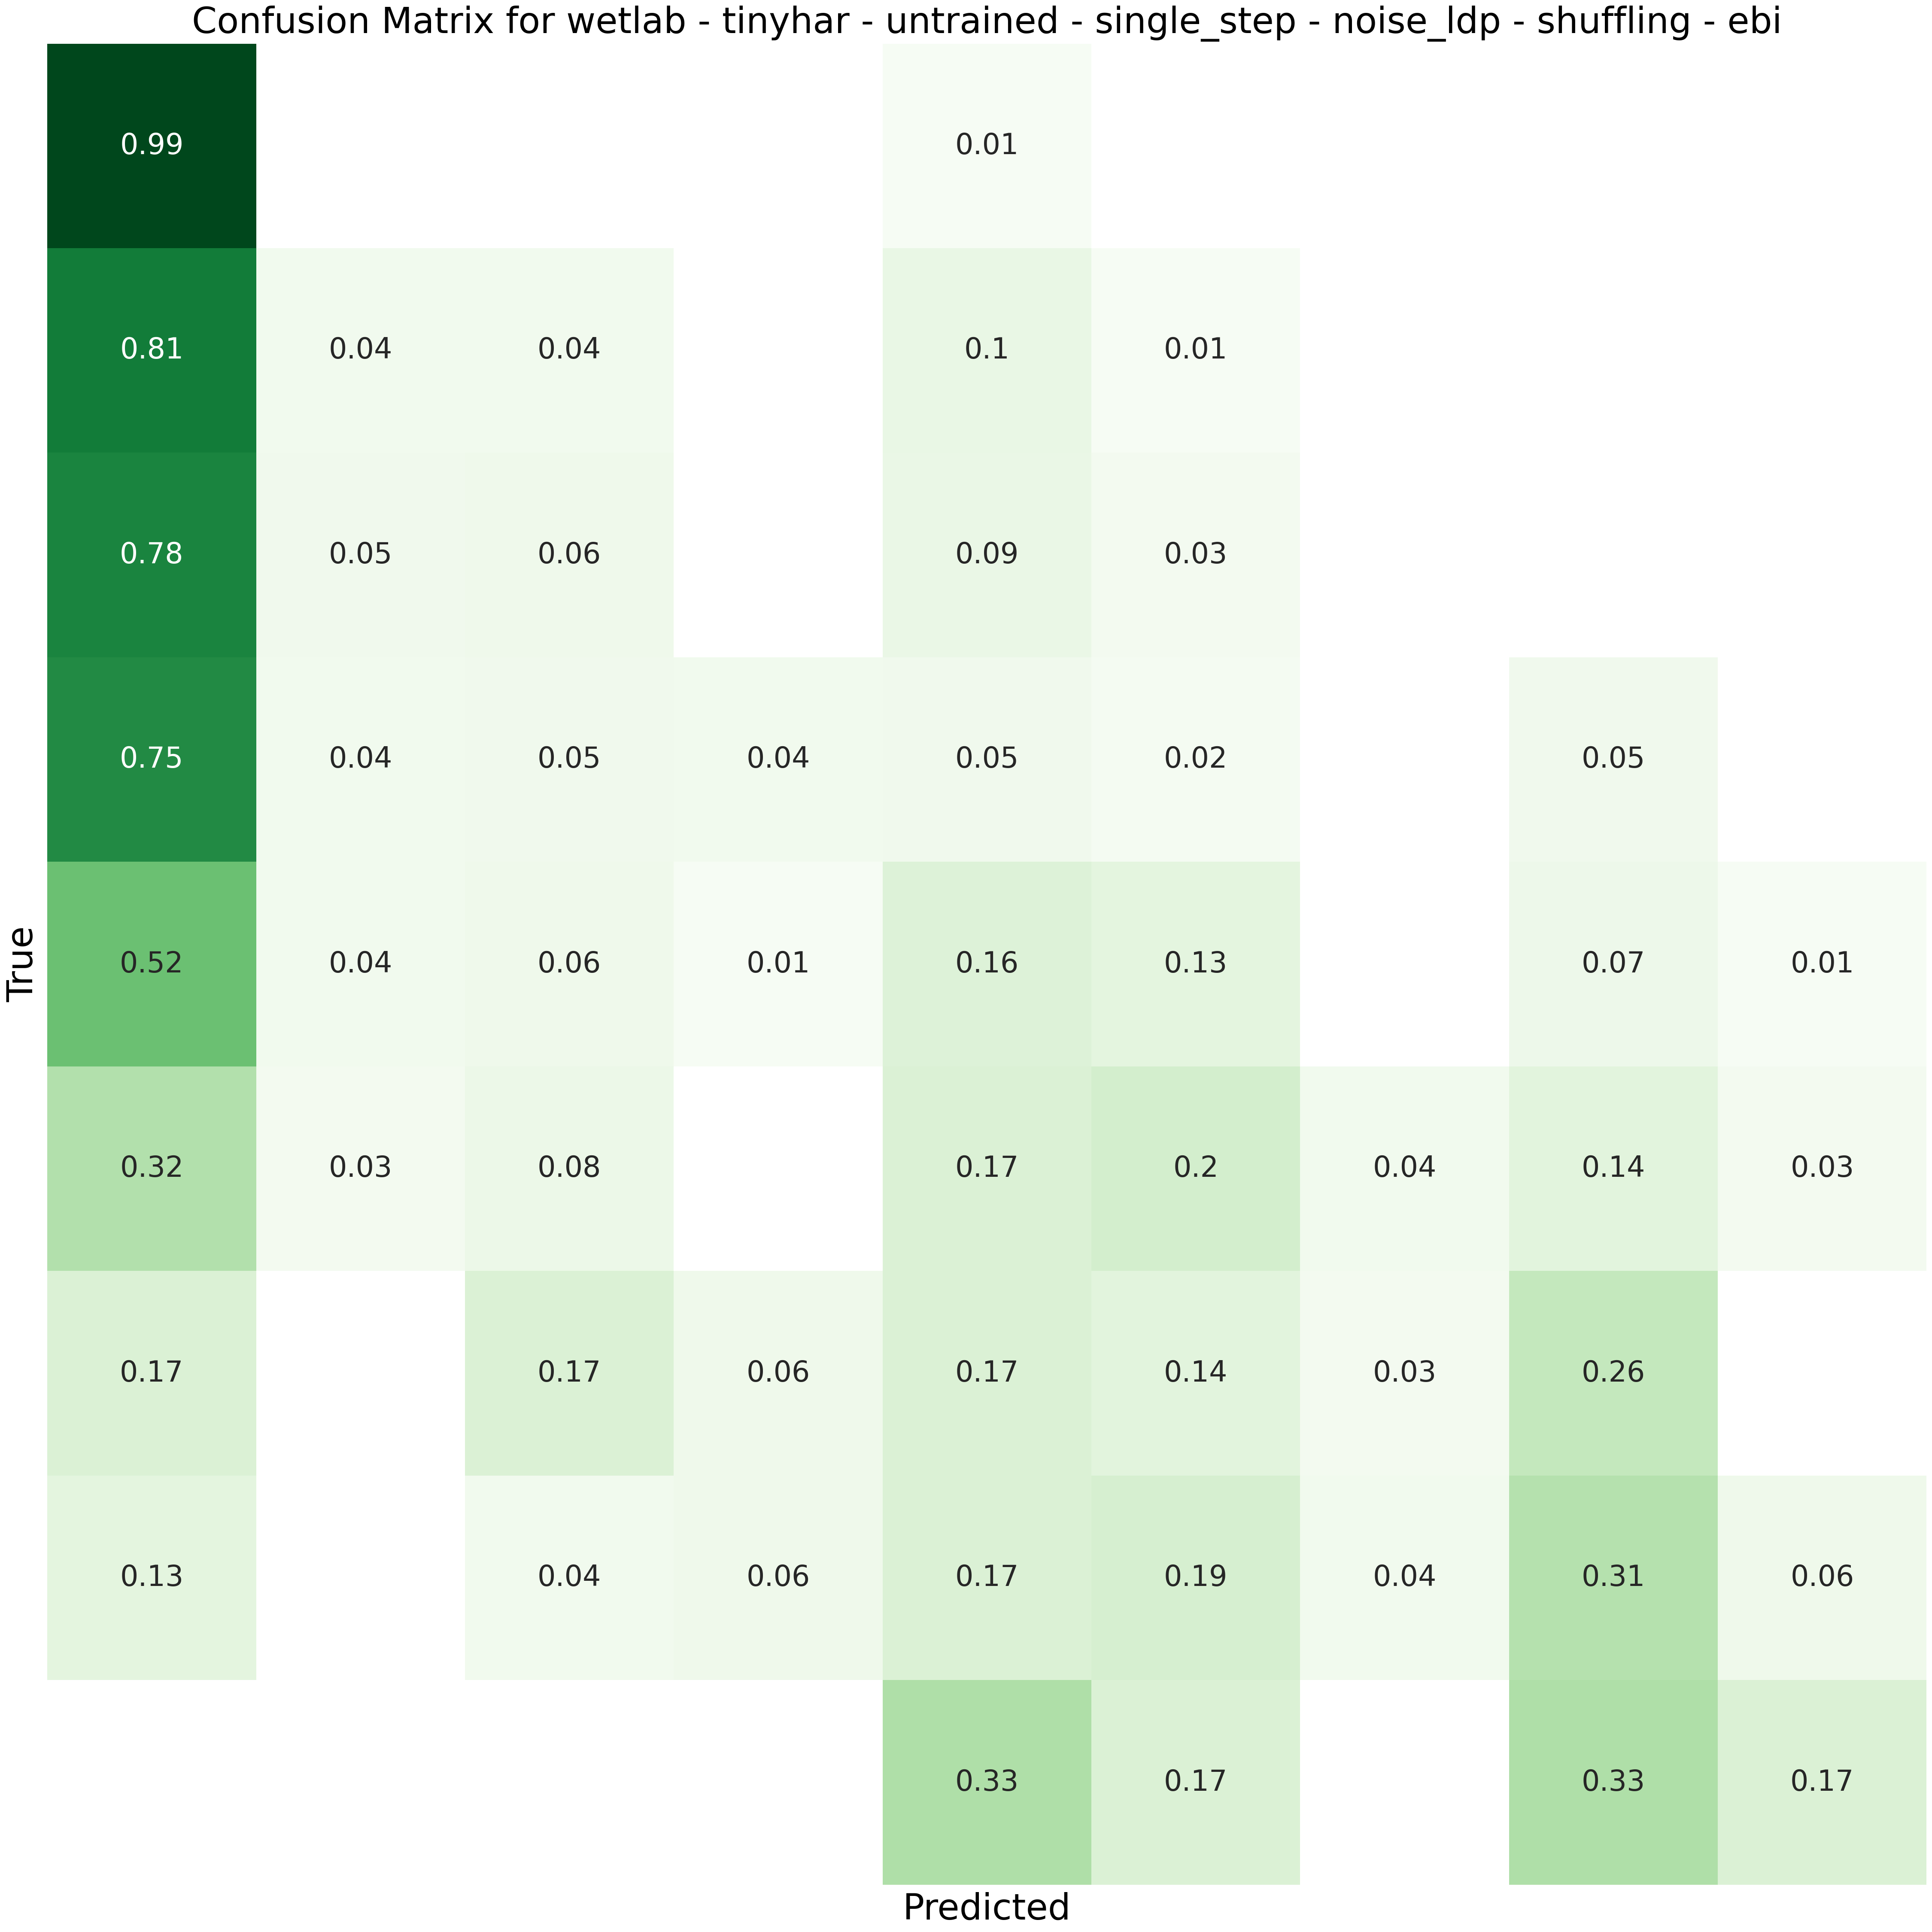 Confusion Matrix for wetlab - tinyhar - untrained - single_step - noise_ldp - shuffling - ebi
0.99 0.01
0.81 0.04 0.04 0.1 0.01
0.78 0.05 0.06 0.09 0.03
0.75 0.04 0.05 0.04 0.05 0.02 0.05
True
0.52 0.04 0.06 0.01 0.16 0.13 0.07 0.01
0.32 0.03 0.08 0.17 0.2 0.04 0.14 0.03
0.17 0.17 0.06 0.17 0.14 0.03 0.26
0.13 0.04 0.06 0.17 0.19 0.04 0.31 0.06
0.33 0.17 0.33 0.17
Predicted